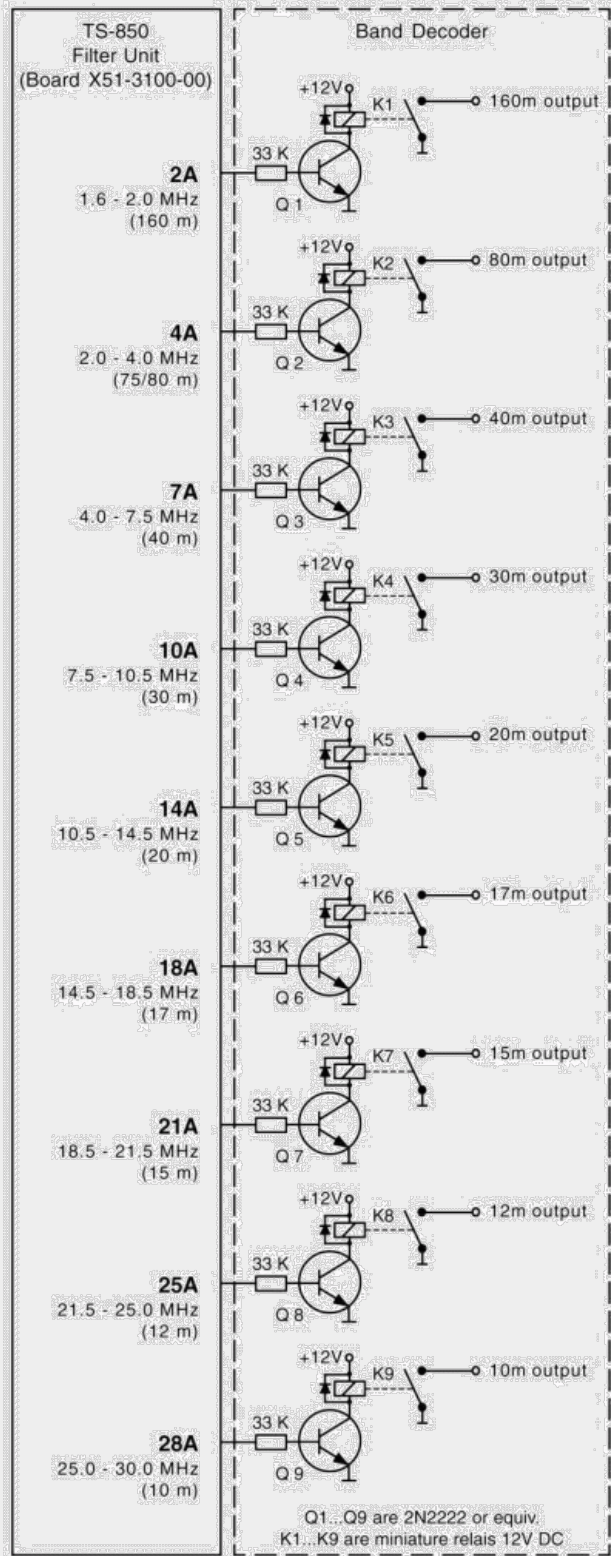 TS-850
Filter Unit
(Board X51-3100-00)
Band Decoder
+12V
K1
160m output
33 K
2A
Q 1
1.6 - 2.0 MHz
(160 m)
+12V
K2
80m output
33 K
4A
Q 2
2.0 - 4.0 MHz
(75/80 m)
+12V
K3
40m output
33 K
7A
Q 3
4.0 - 7.5 MHz
(40 m)
+12V
K4
30m output
33 K
10A
Q 4
7.5 - 10.5 MHz
(30 m)
+12V
K5
20m output
33 K
14A
Q 5
10.5 - 14.5 MHz
(20 m)
+12V
K6
17m output
33 K
18A
Q 6
14.5 - 18.5 MHz
(17 m)
+12V
K7
15m output
33 K
21A
Q 7
18.5 - 21.5 MHz
(15 m)
+12V
K8
12m output
33 K
25A
Q 8
21.5 - 25.0 MHz
(12 m)
+12V
K9
10m output
33 K
28A
Q 9
25.0 - 30.0 MHz
(10 m)
Q1...Q9 are 2N2222 or equiv.
K1...K9 are miniature relais 12V DC